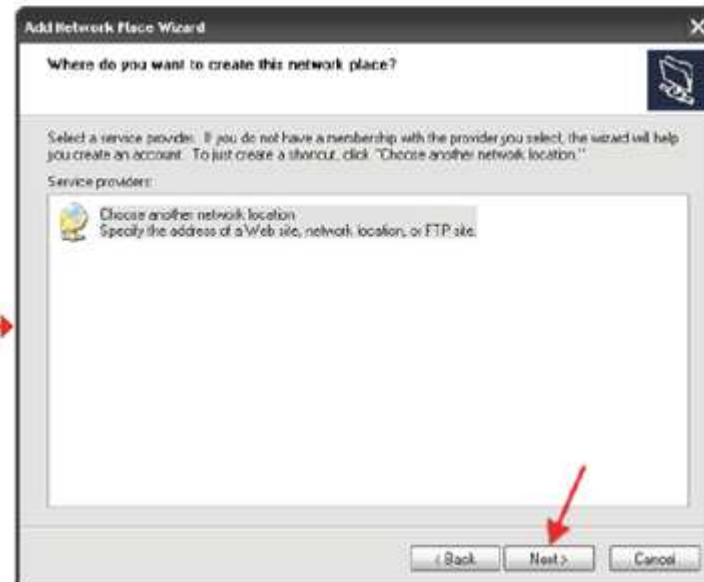 Add Network Place Wizard
Where do you want to create this network place?
Select a service provider. If you do not have a membership with the provider you select, the wizard will help
you create an account. To just create a shortcut, click "Choose another network location."
Service providers:
Choose another network location
Specify the address of a Web site, network location, or FTP site.
< Back
Next >
Cancel